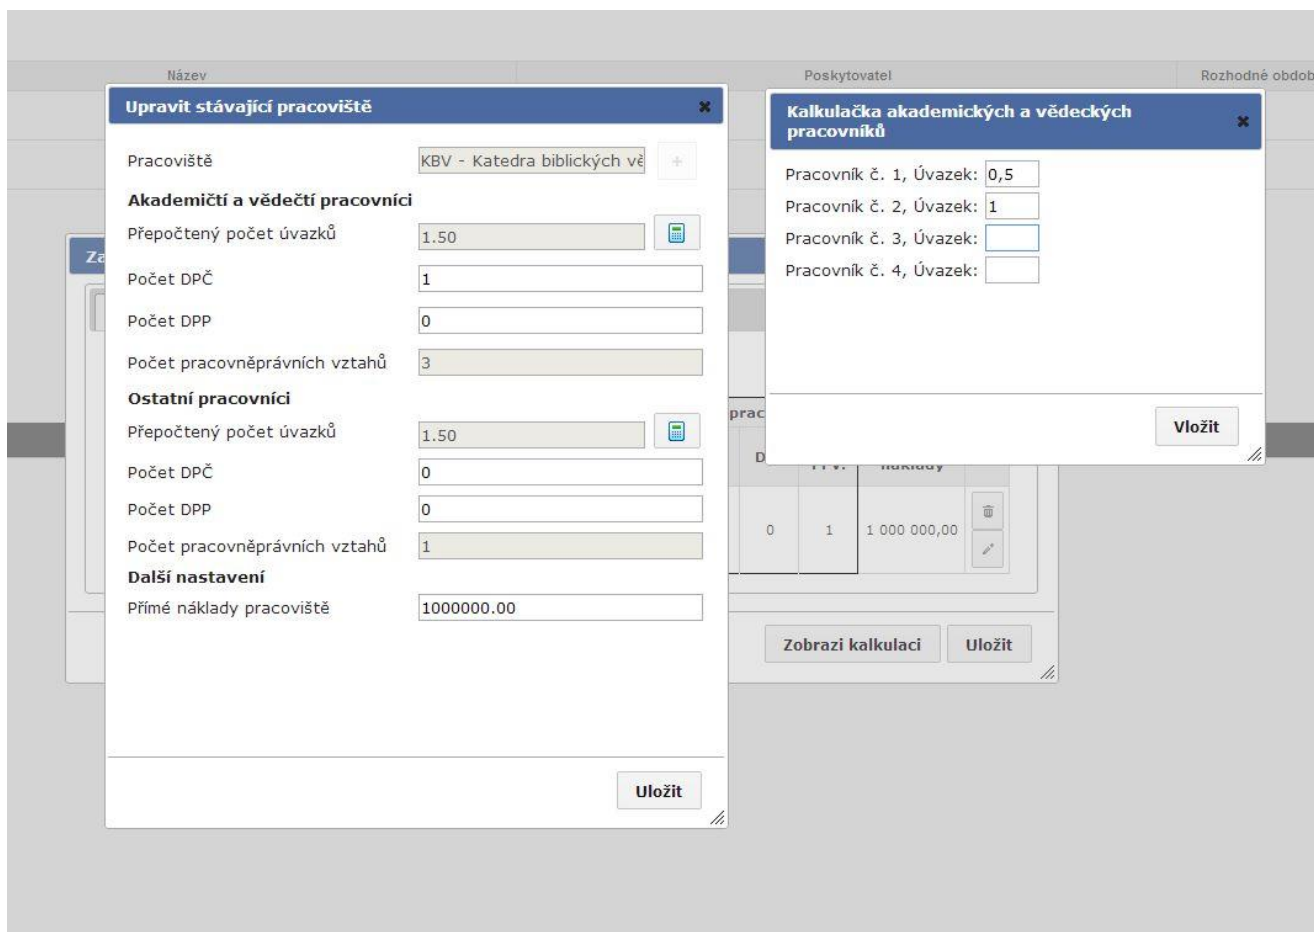 Název
Poskytovatel
Rozhodné obdob
Upravit stávající pracoviště
Pracoviště
KBV - Katedra biblických vě
+
Akademičtí a vědečtí pracovníci
Přepočtený počet úvazků
1.50
Počet DPČ
1
Počet DPP
0
Počet pracovněprávních vztahů
3
Ostatní pracovníci
Přepočtený počet úvazků
1.50
Počet DPČ
0
Počet DPP
0
Počet pracovněprávních vztahů
1
Další nastavení
Přímé náklady pracoviště
1000000.00
Uložit
Kalkulačka akademických a vědeckých
pracovníků
Pracovník č. 1, Úvazek: 0,5
Pracovník č. 2, Úvazek: 1
Pracovník č. 3, Úvazek:
Pracovník č. 4, Úvazek:
Vložit
Za
prac
D
náklady
0 1 1 000 000,00
Zobrazi kalkulaci Uložit